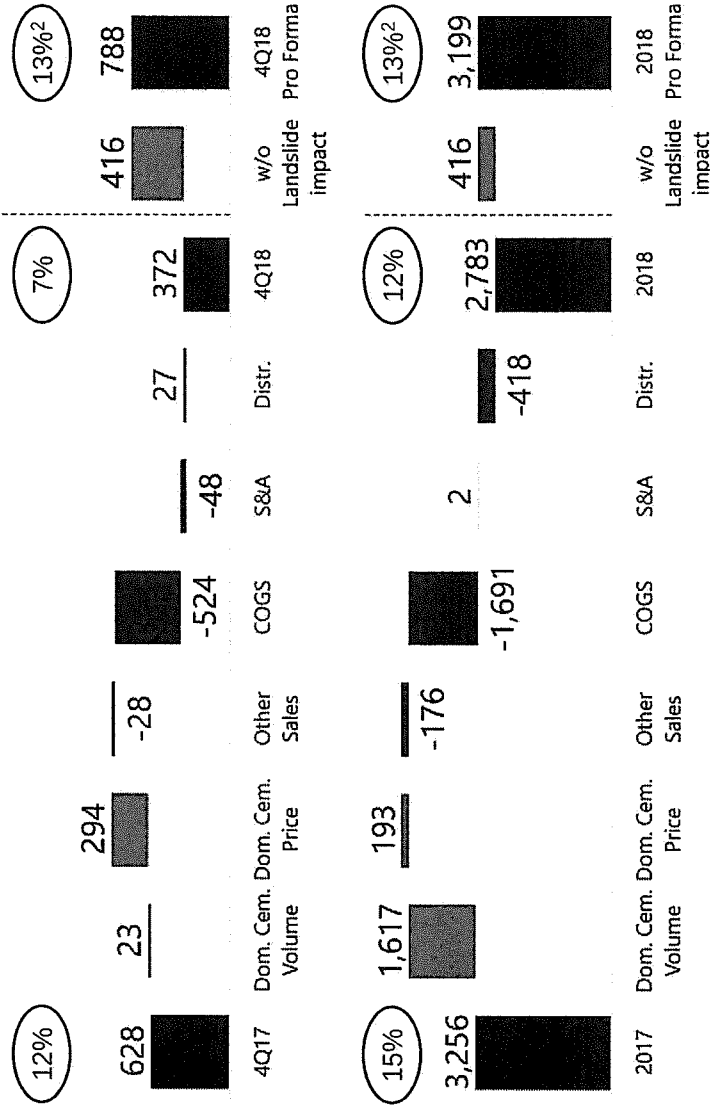 12%
7%
13%²
628
23
294
-28
-524
-48
27
372
416
788
4Q17
Dom. Cem.
Volume
Dom. Cem.
Price
Other
Sales
COGS
S&A
Distr.
4Q18
w/o
Landslide
impact
4Q18
Pro Forma
15%
12%
13%²
3,256
1,617
193
-176
-1,691
2
-418
2,783
416
3,199
2017
Dom. Cem.
Volume
Dom. Cem.
Price
Other
Sales
COGS
S&A
Distr.
2018
w/o
Landslide
impact
2018
Pro Forma